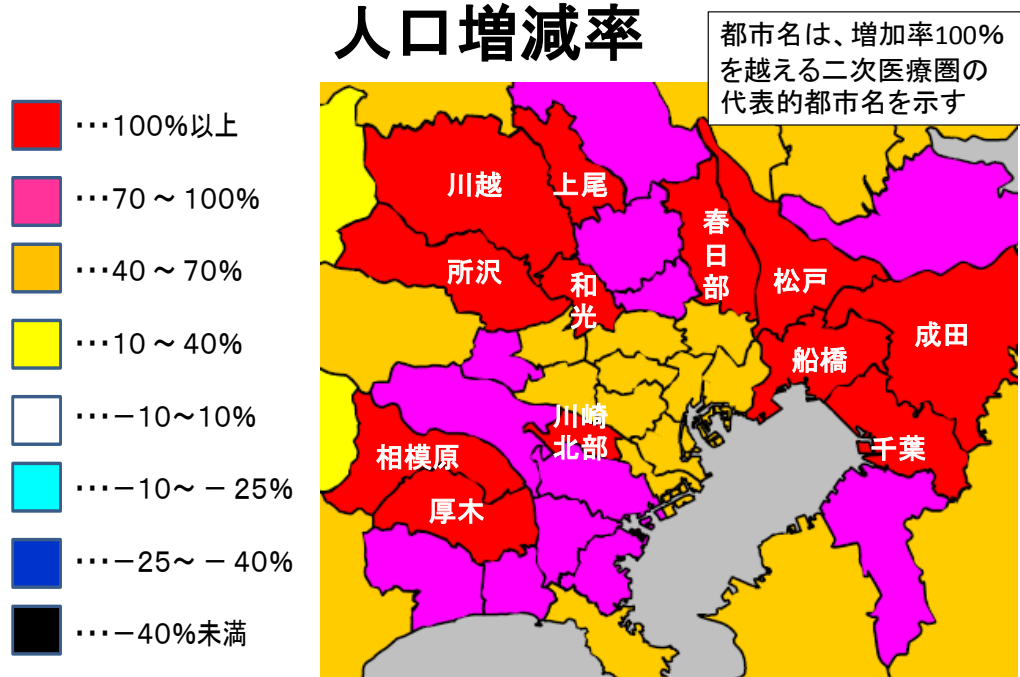 人口増減率
都市名は、増加率100%
を越える二次医療圏の
代表的都市名を示す
…100%以上
…70～100%
…40～70%
…10～40%
…－10～10%
…－10～－25%
…－25～－40%
…－40%未満
川越
上尾
春日部
所沢
和光
松戸
成田
船橋
川崎
北部
千葉
相模原
厚木